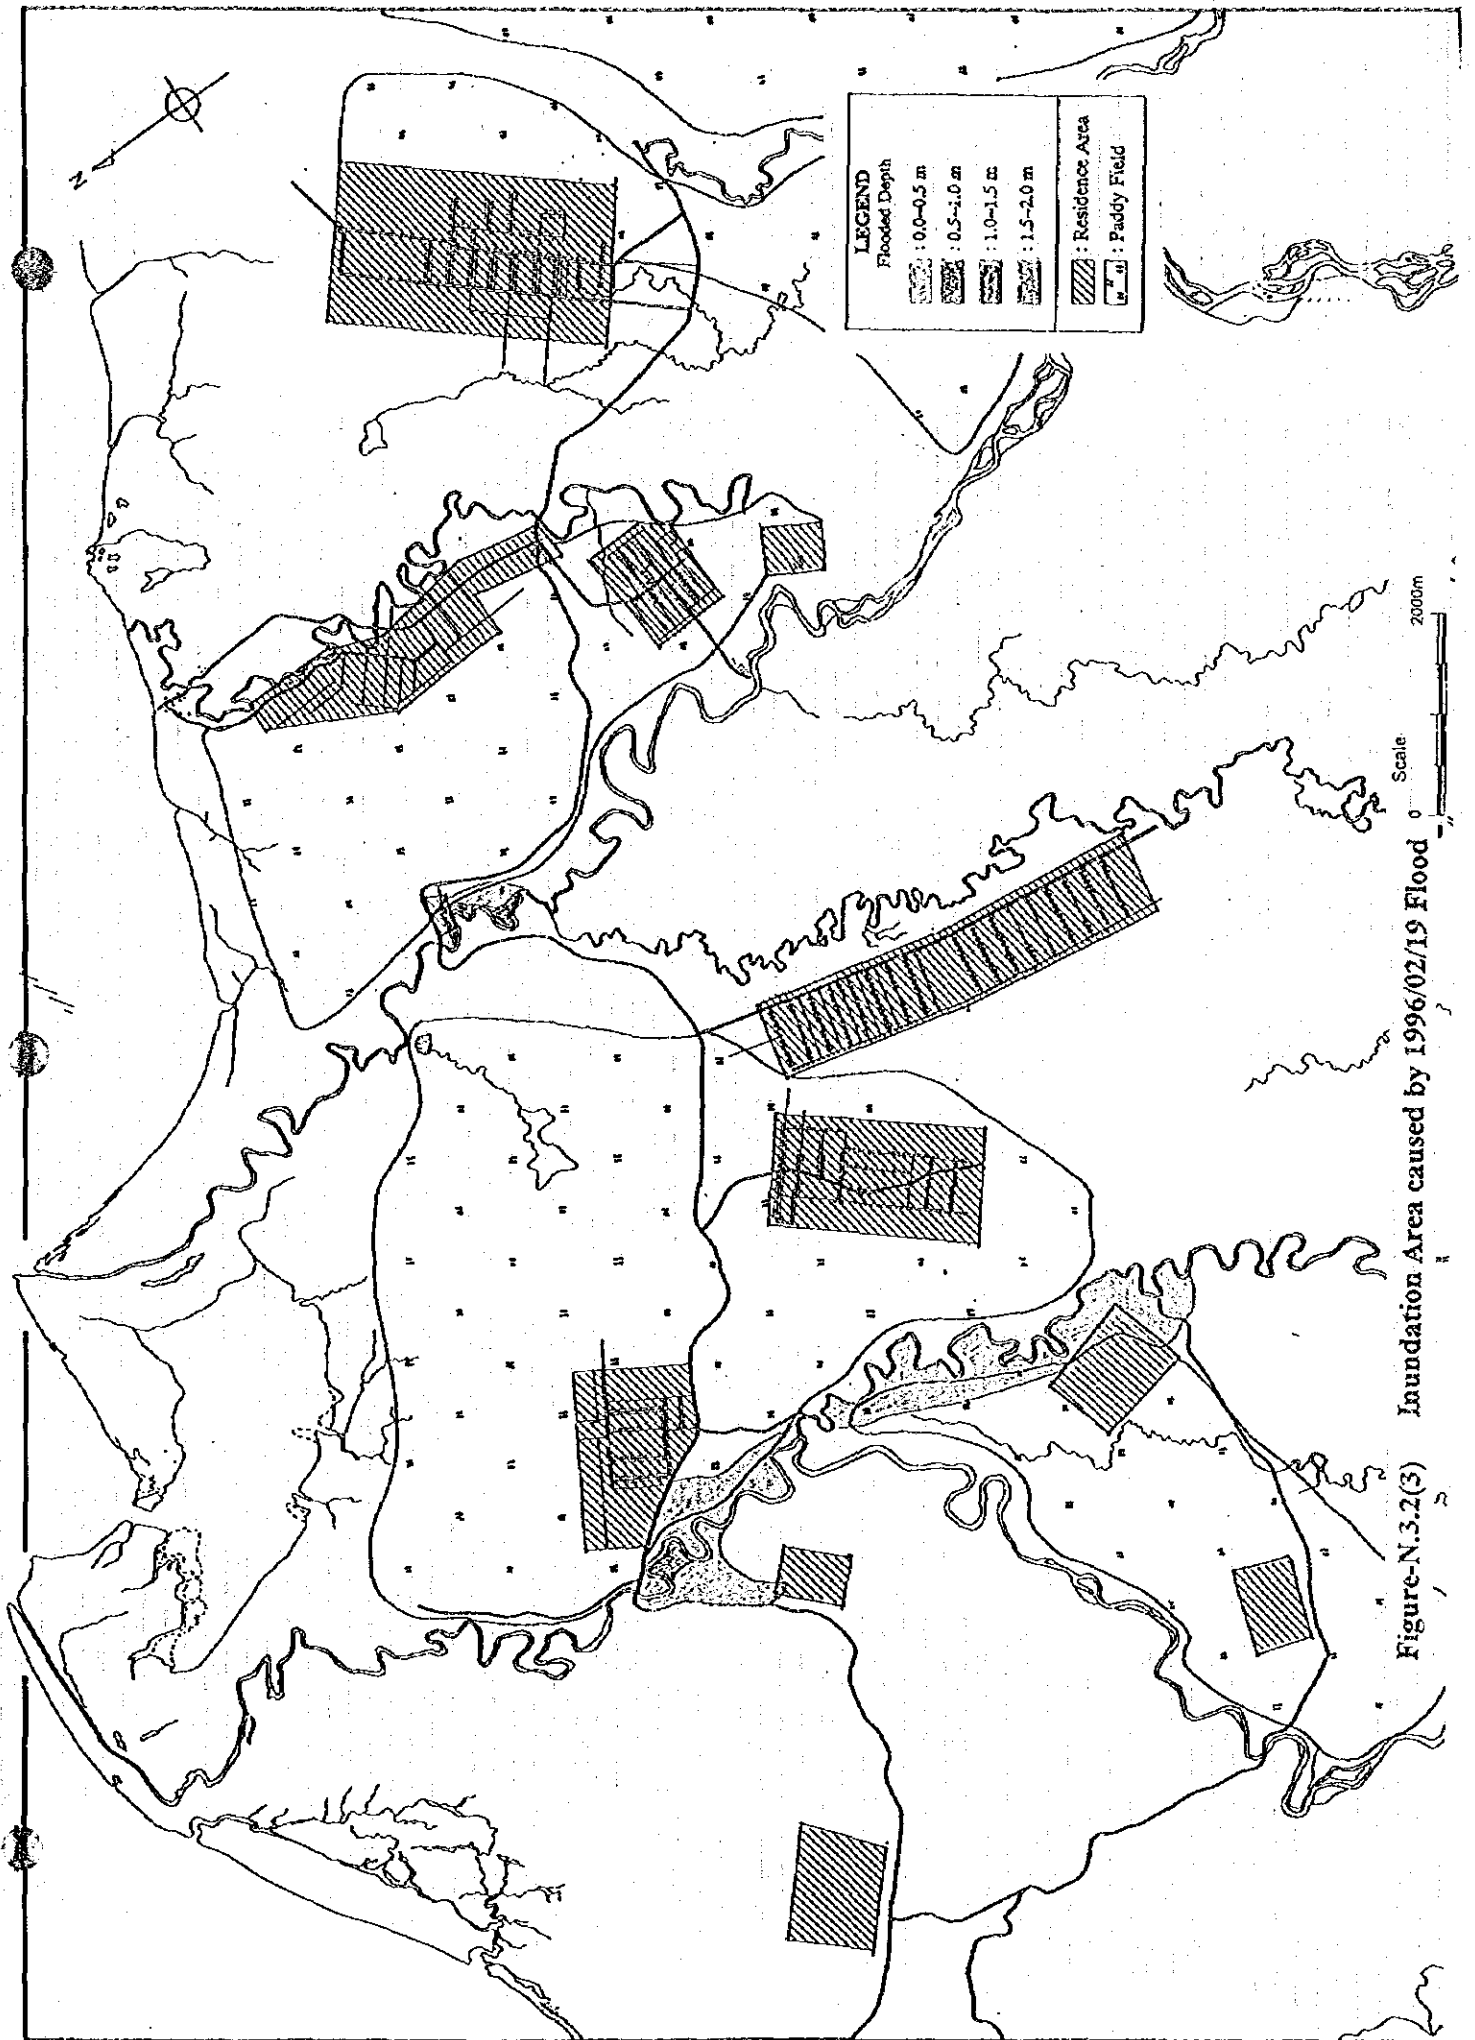 N
LEGEND
Flooded Depth
: 0.0~0.5 m
: 0.5~1.0 m
: 1.0~1.5 m
: 1.5~2.0 m
: Residence Area
: Paddy Field
Scale
0 2000m
Figure-N.3.2(3) Inundation Area caused by 1996/02/19 Flood